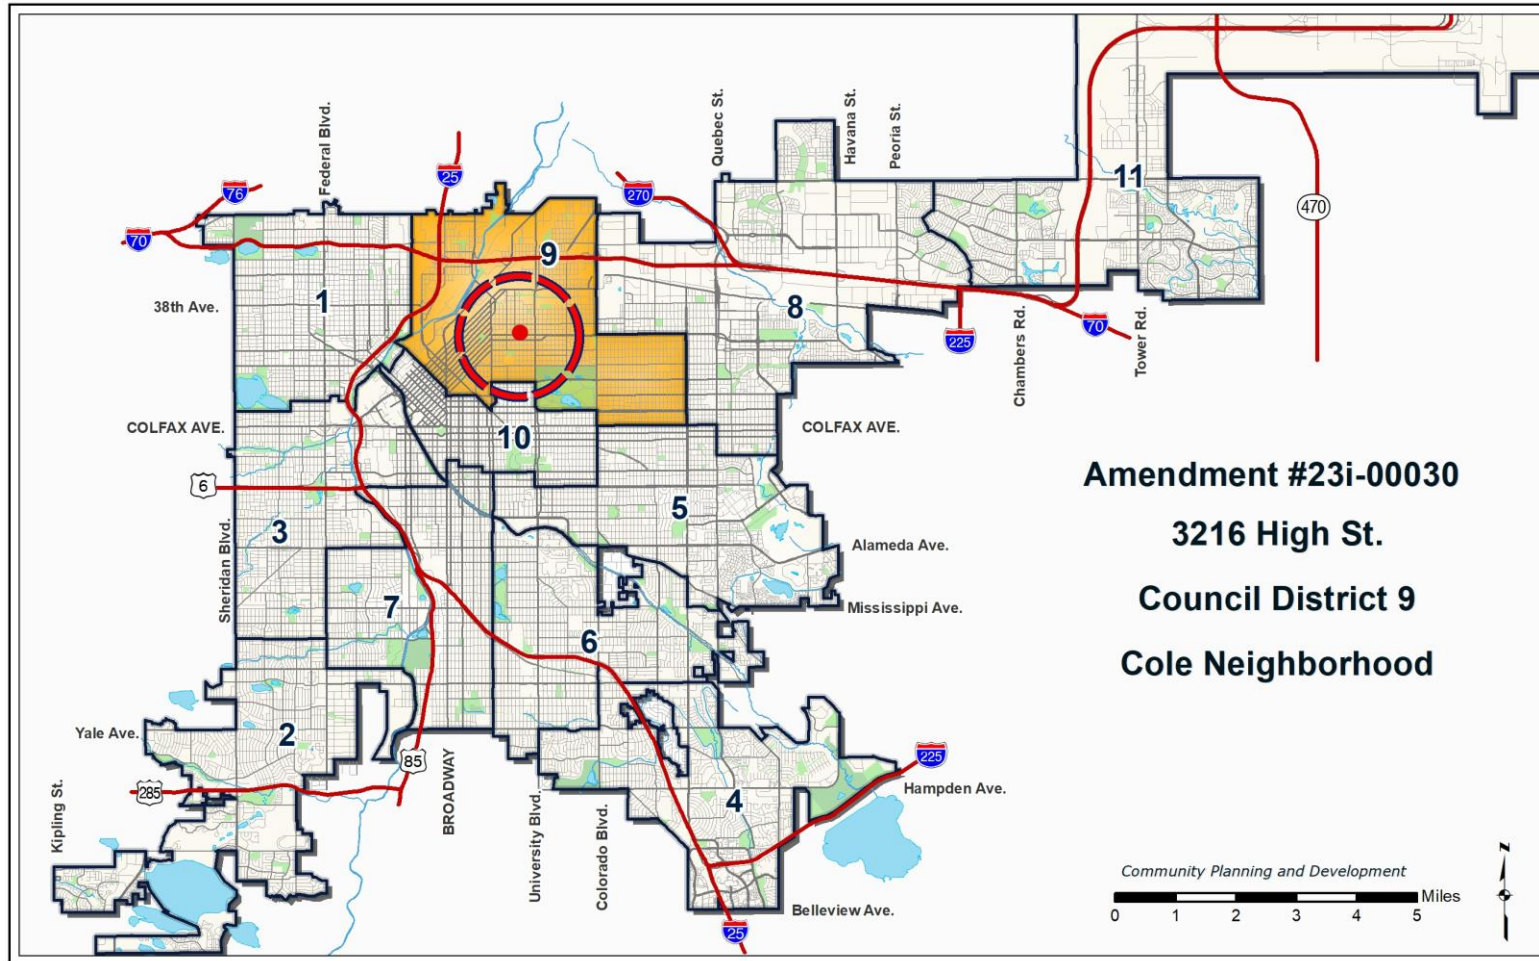 Federal Blvd.
Quebec St.
Havana St.
Peoria St.
76
25
270
11
470
70
9
38th Ave.
1
8
225
70
Chambers Rd.
Tower Rd.
COLFAX AVE.
10
COLFAX AVE.
Amendment #23i-00030
6
5
3
3216 High St.
Sheridan Blvd.
Alameda Ave.
Council District 9
7
Mississippi Ave.
6
Cole Neighborhood
Yale Ave.
2
85
225
285
BROADWAY
Hampden Ave.
4
Kipling St.
University Blvd.
Colorado Blvd.
Community Planning and Development
Miles
0 1 2 3 4 5
Belleview Ave.
25
z